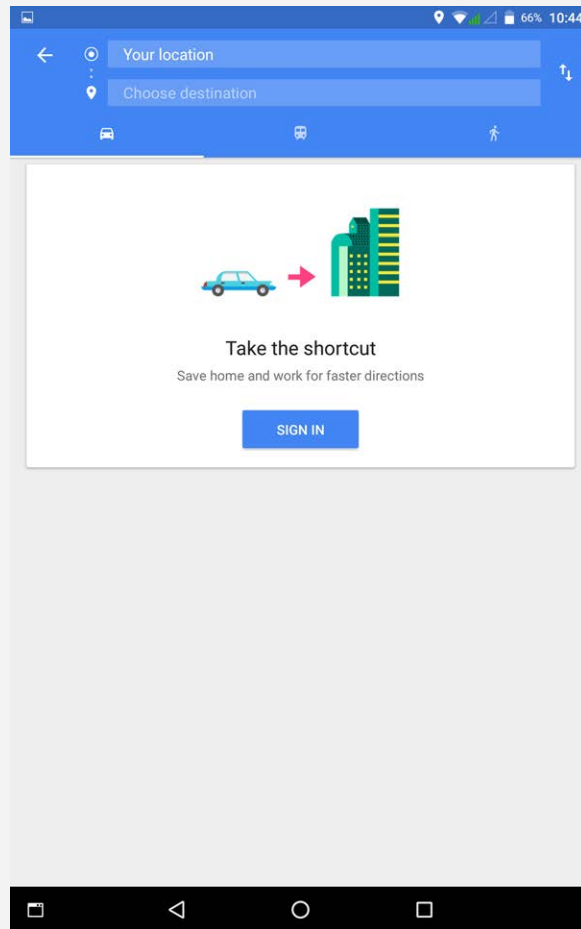 66% 10:44
Your location
Choose destination
Take the shortcut
Save home and work for faster directions
SIGN IN